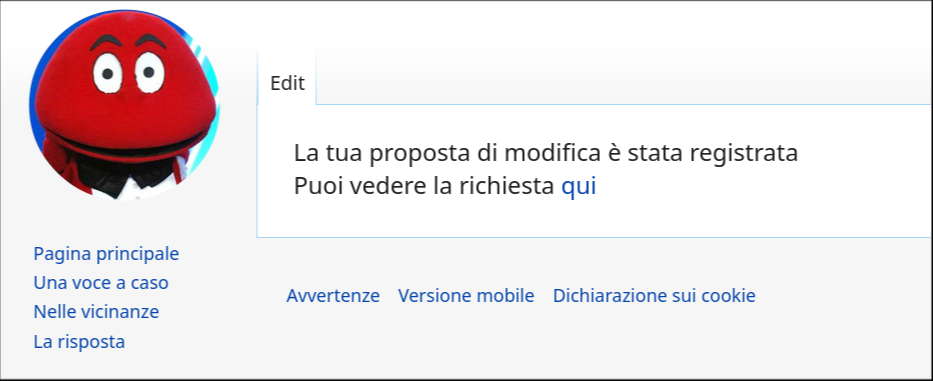 Edit
La tua proposta di modifica è stata registrata
Puoi vedere la richiesta qui
Pagina principale
Una voce a caso
Nelle vicinanze
La risposta
Avvertenze Versione mobile Dichiarazione sui cookie